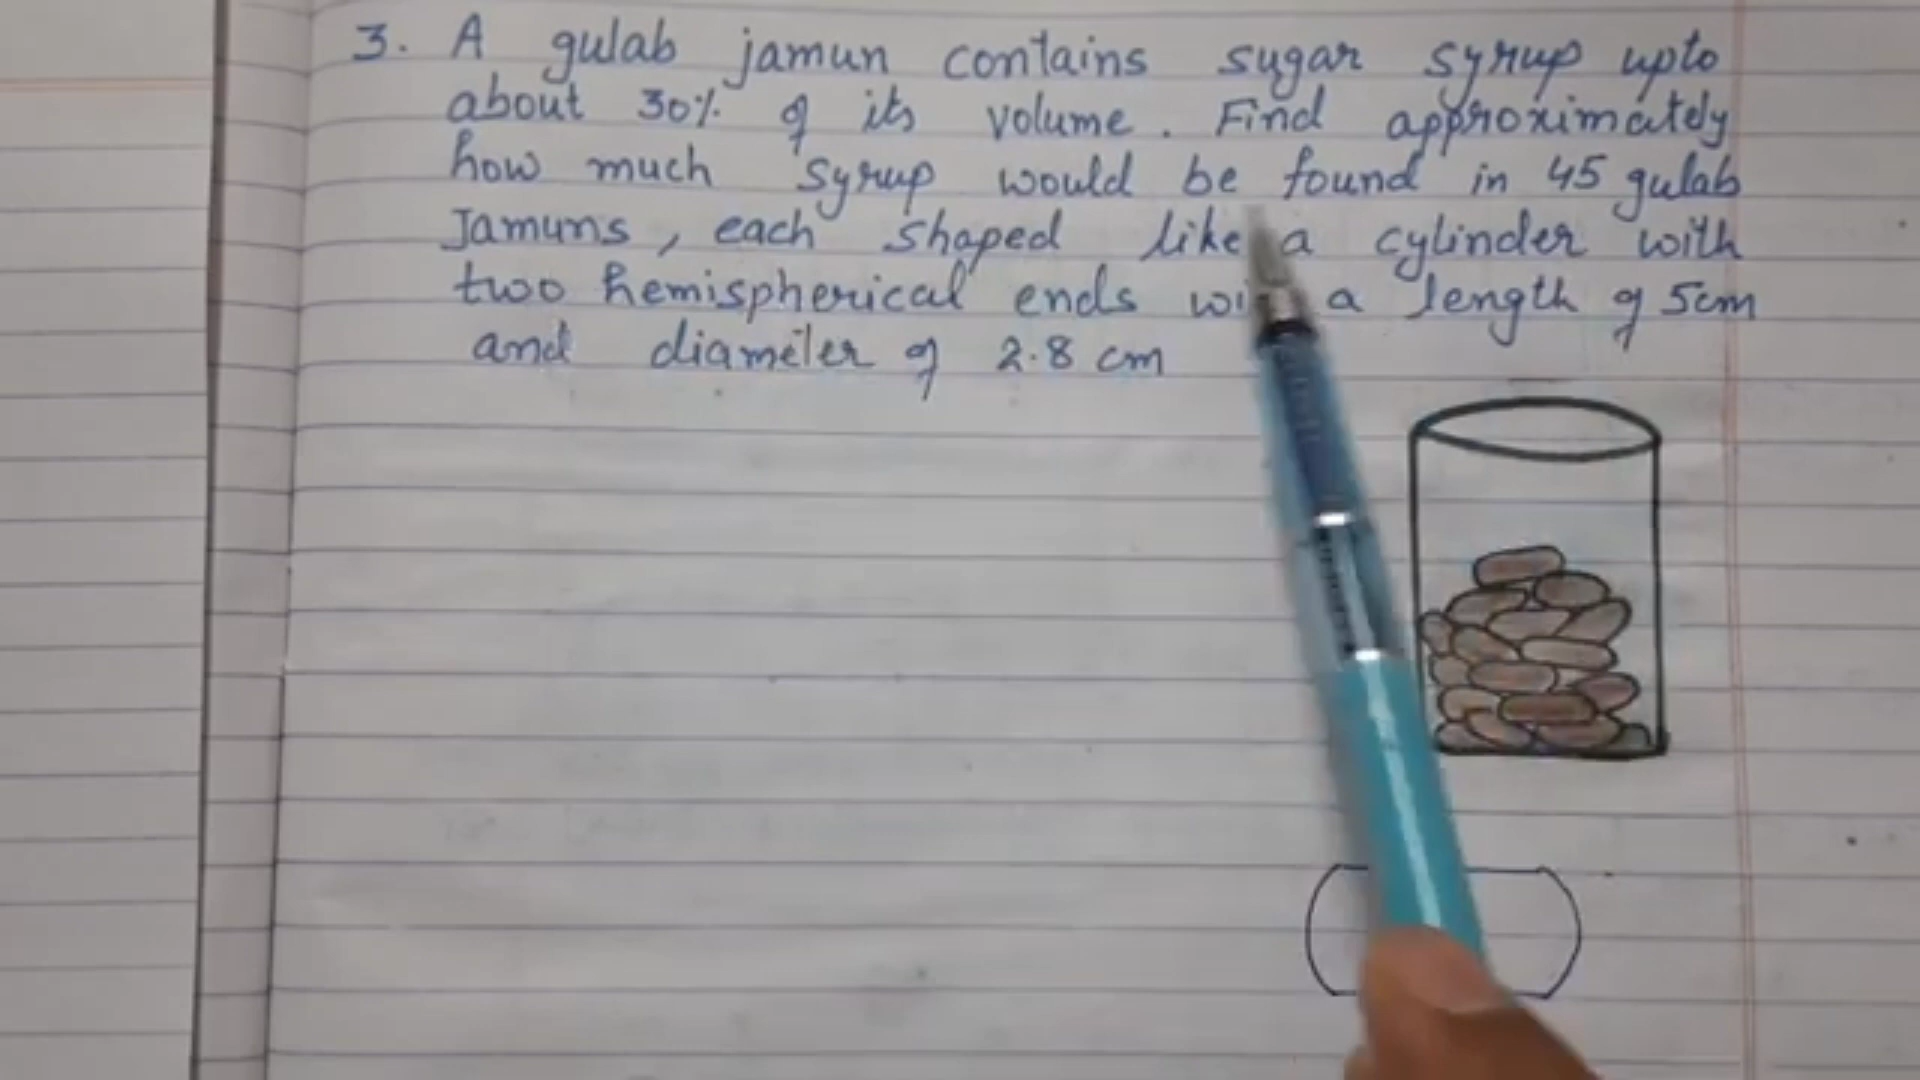 3. A gulab jamun contains sugar syrup upto
about 30% of its volume. Find approximately
how much syrup would be found in 45 gulab
Jamuns, each shaped like a cylinder with
two hemispherical ends a length of 5cm
and diameter of 2.8 cm